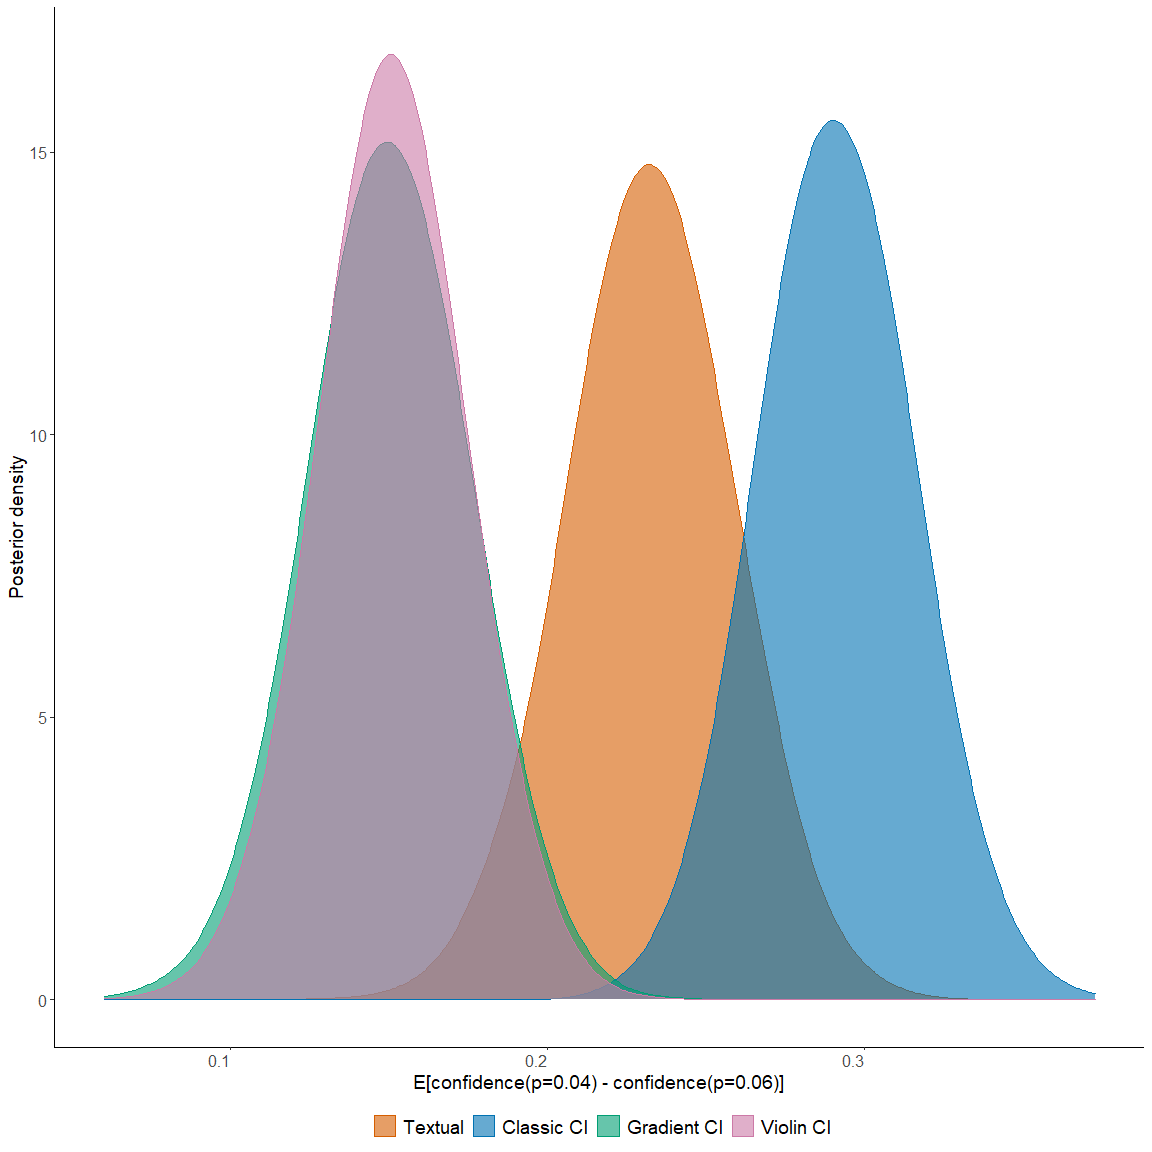 Posterior density
15
10
5
0
0.1
0.2
0.3
E[confidence(p=0.04) - confidence(p=0.06)]
Textual
Classic CI
Gradient CI
Violin CI